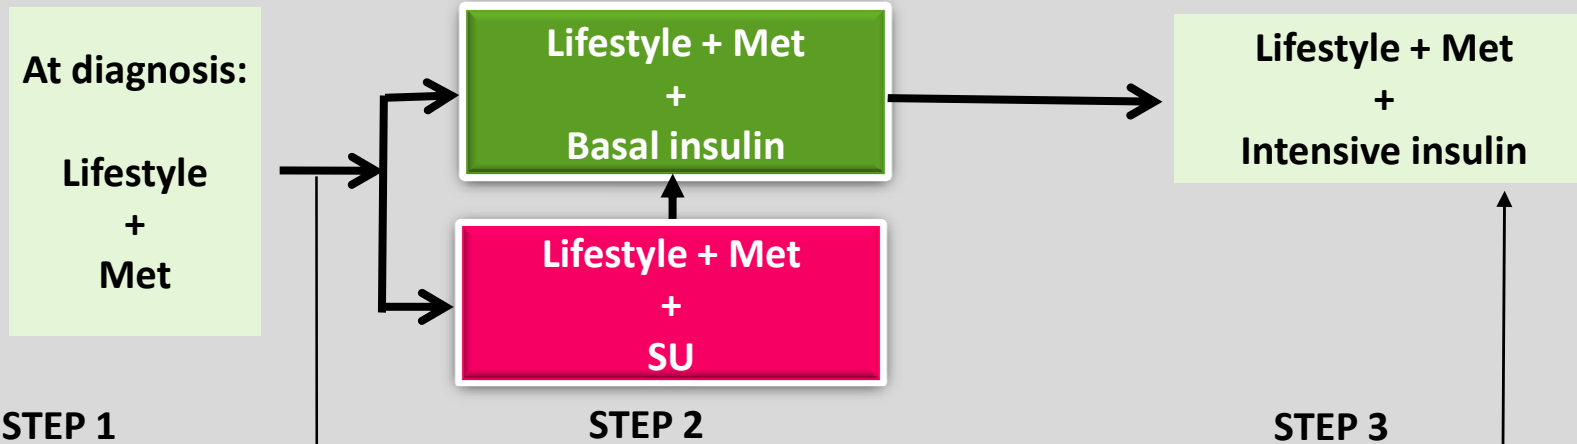 At diagnosis:
Lifestyle
+
Met
Lifestyle + Met
+
Basal insulin
Lifestyle + Met
+
SU
Lifestyle + Met
+
Intensive insulin
STEP 1
STEP 2
STEP 3